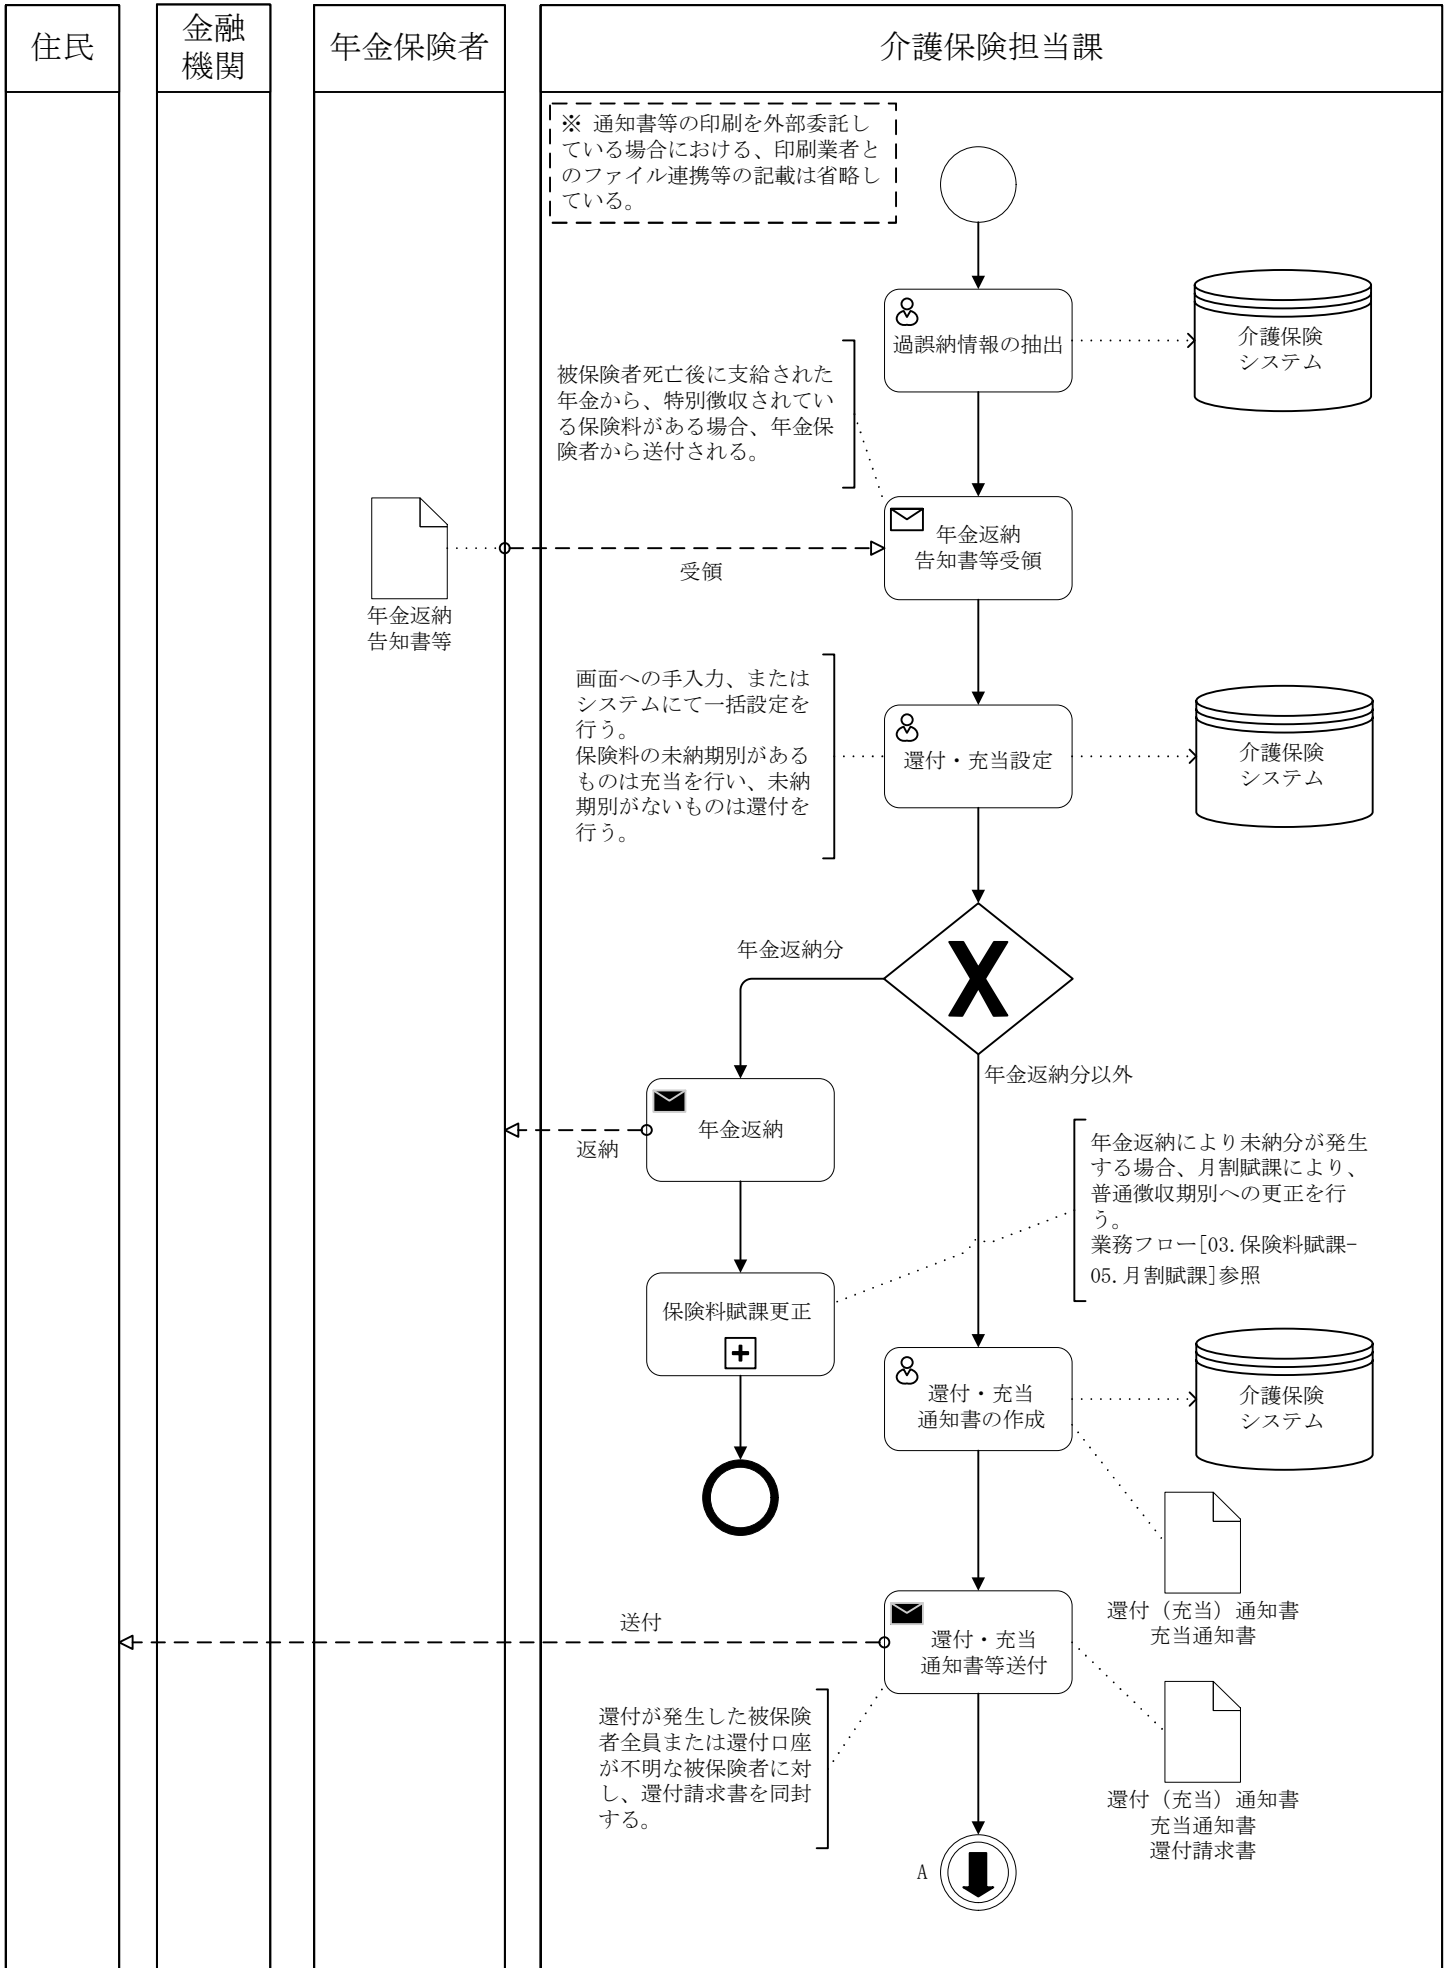 住民
金融
機関
年金保険者
介護保険担当課
※ 通知書等の印刷を外部委託し
ている場合における、印刷業者と
のファイル連携等の記載は省略し
ている。
過誤納情報の抽出
介護保険
システム
被保険者死亡後に支給された
年金から、特別徴収されてい
る保険料がある場合、年金保
険者から送付される。
年金返納
告知書等受領
受領
年金返納
告知書等
画面への手入力、または
システムにて一括設定を
行う。
保険料の未納期別がある
ものは充当を行い、未納
期別がないものは還付を
行う。
還付・充当設定
介護保険
システム
年金返納分
X
年金返納分以外
年金返納
返納
年金返納により未納分が発生
する場合、月割賦課により、
普通徴収期別への更正を行
う。
業務フロー[03.保険料賦課-
05.月割賦課]参照
保険料賦課更正
還付・充当
通知書の作成
介護保険
システム
還付（充当）通知書
充当通知書
送付
還付・充当
通知書等送付
還付が発生した被保険
者全員または還付口座
が不明な被保険者に対
し、還付請求書を同封
する。
還付（充当）通知書
充当通知書
還付請求書
A